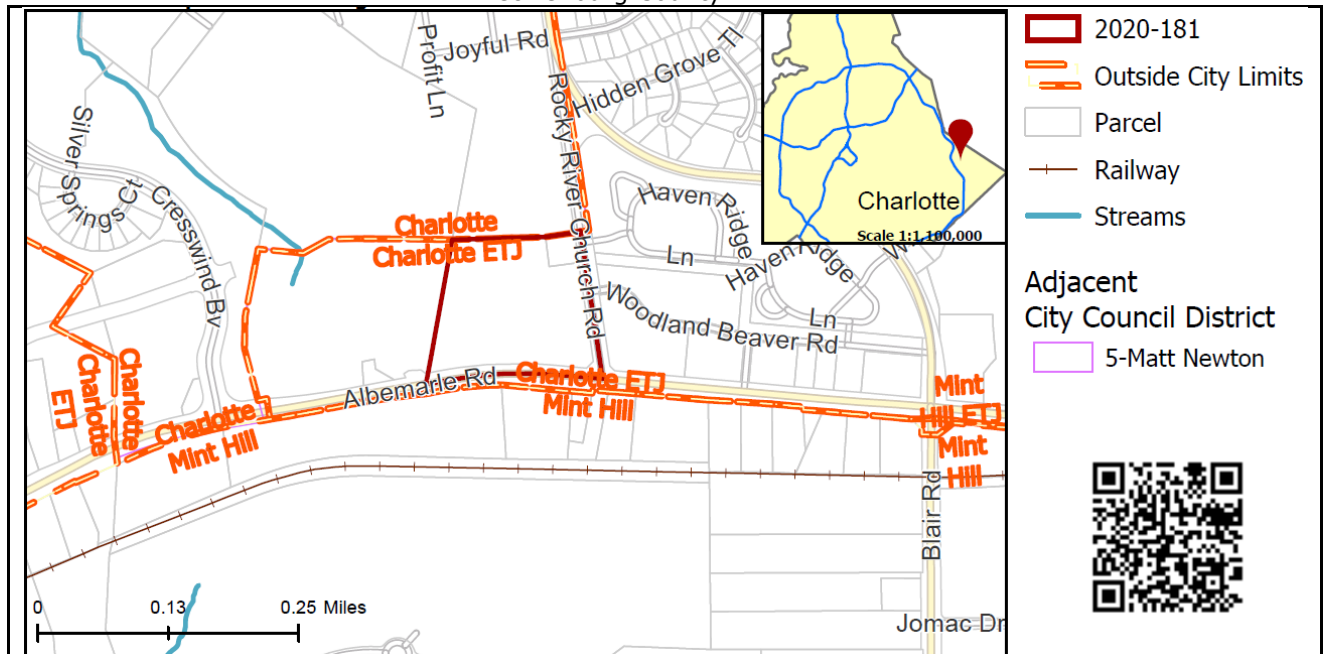 Profit Ln
Joyful Rd
Rocky River Church Rd
Hidden Grove Tl
Silver Springs Ct
Cresswind Bv
Charlotte
Charlotte ETJ
Haven Ridge
Ln
Haven Ridge
Ln
Woodland Beaver Rd
Albemarle Rd
Charlotte ETJ
Mint Hill
Charlotte
ETJ
Charlotte
Charlotte
Mint Hill
Mint
Hill ETJ
Mint
Hill
Blair Rd
Jomac Dr
0
0.13
0.25 Miles
Charlotte
Scale 1:1,100,000
2020-181
Outside City Limits
Parcel
Railway
Streams
Adjacent
City Council District
5-Matt Newton